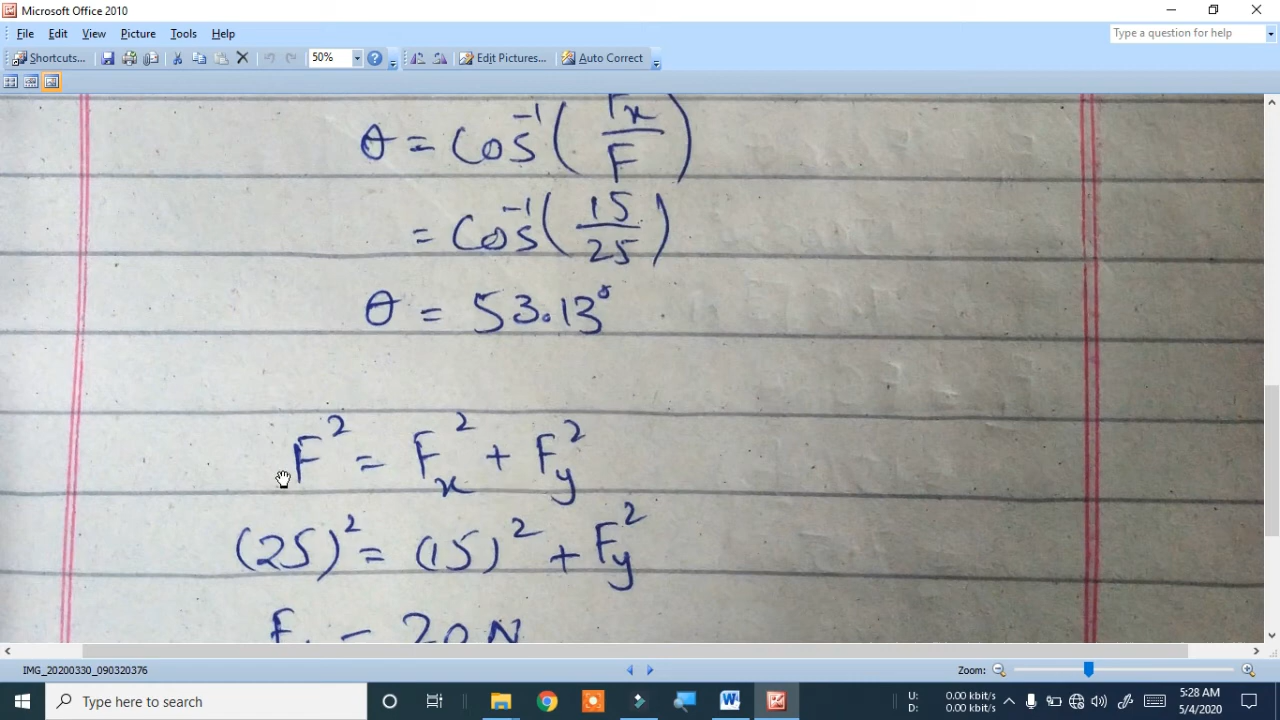 Microsoft Office 2010
File Edit View Picture Tools Help
Type a question for help
Shortcuts... 50% Edit Pictures... Auto Correct
θ = Cos⁻¹ (Fx/F)
= Cos⁻¹ (15/25)
θ = 53.13°
F² = Fx² + Fy²
(25)² = (15)² + Fy²
= 20 N
IMG_20200330_090320376
Zoom:
Type here to search
U: 0.00 kbit/s
D: 0.00 kbit/s
5:28 AM
5/4/2020